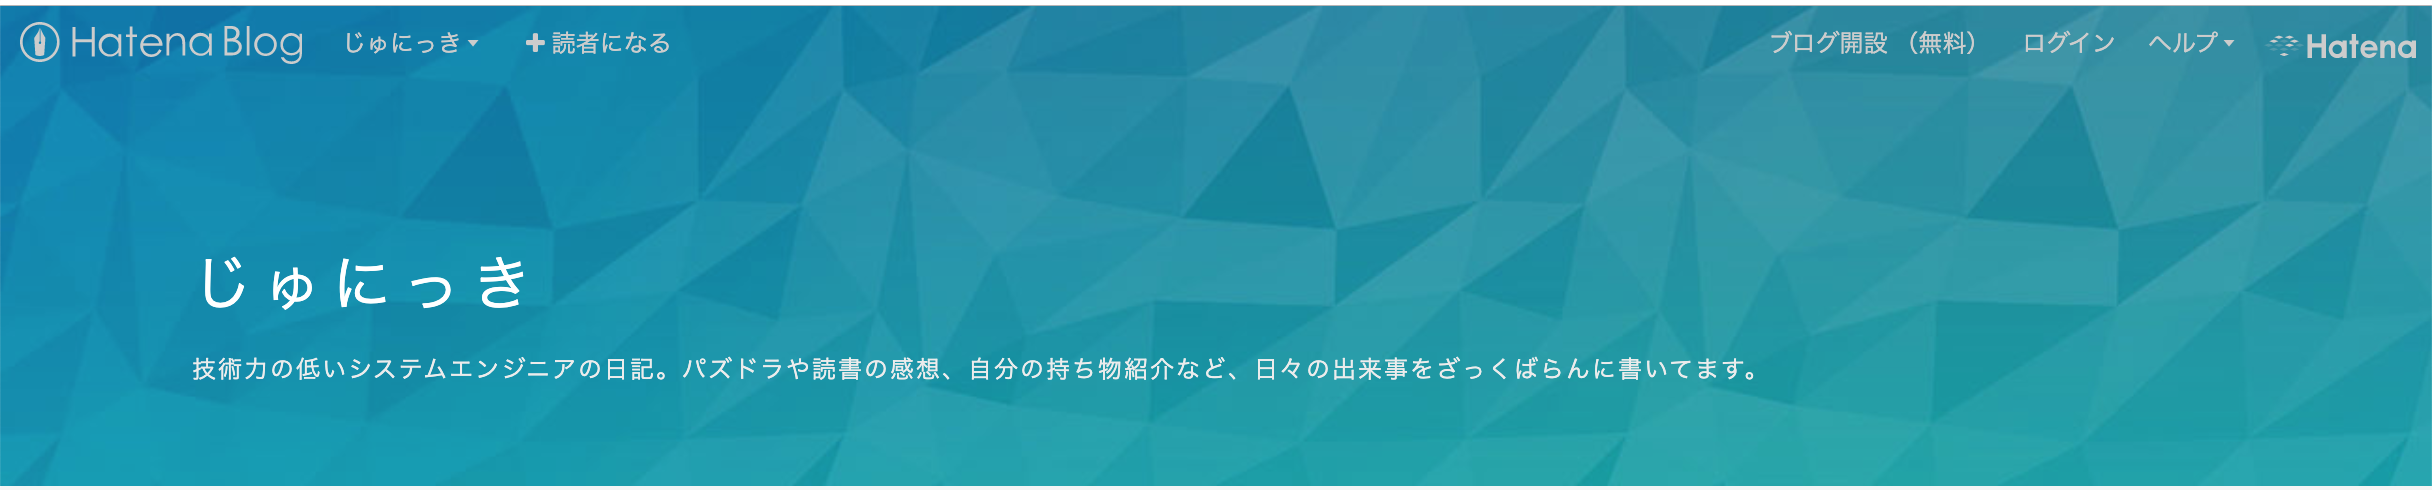 Hatena Blog じゅにっき 読者になる ブログ開設 （無料） ログイン ヘルプ Hatena
じゅにっき
技術力の低いシステムエンジニアの日記。パズドラや読書の感想、自分の持ち物紹介など、日々の出来事をざっくばらんに書いてます。